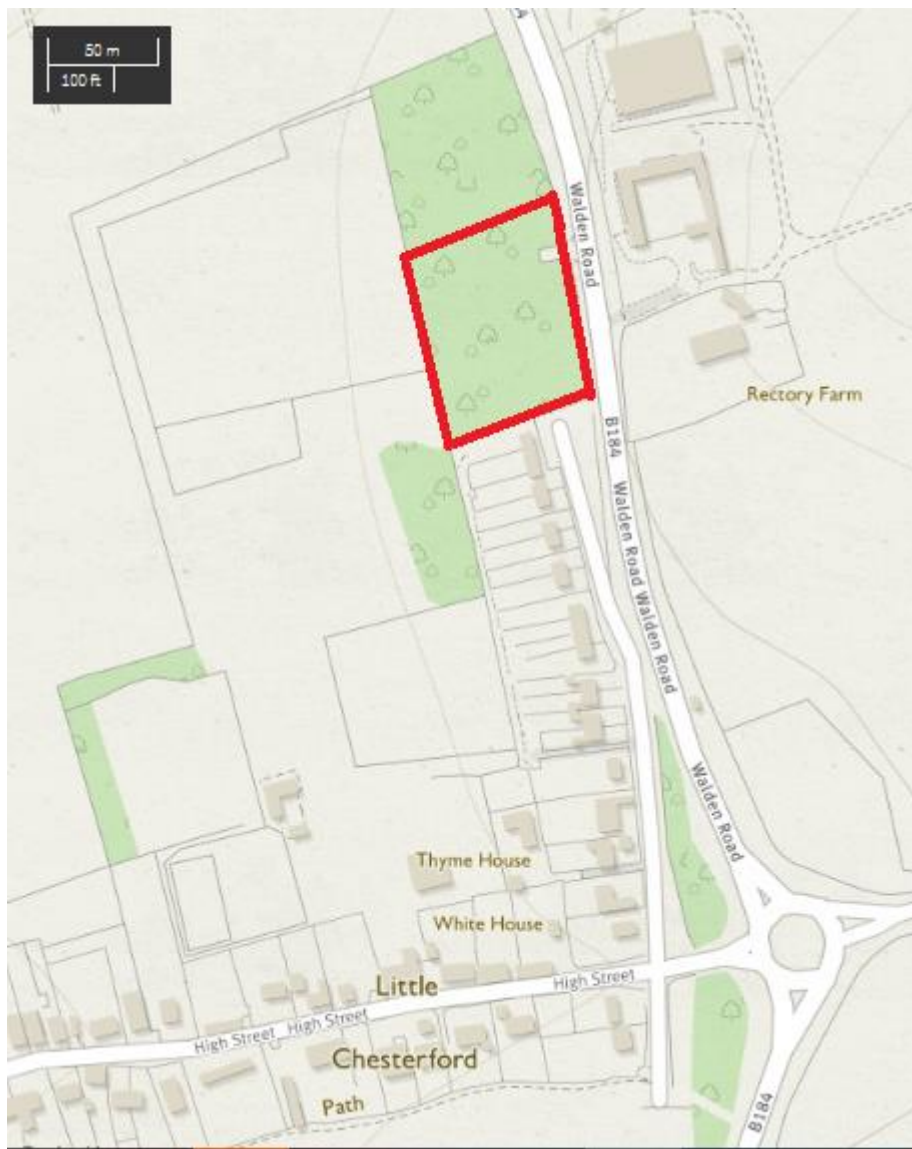 50 m
100 ft
Walden Road
Rectory Farm
B184
Walden Road
Walden Road
Walden Road
Thyme House
White House
Little
High Street
High Street
High Street
Chesterford
Path
B184